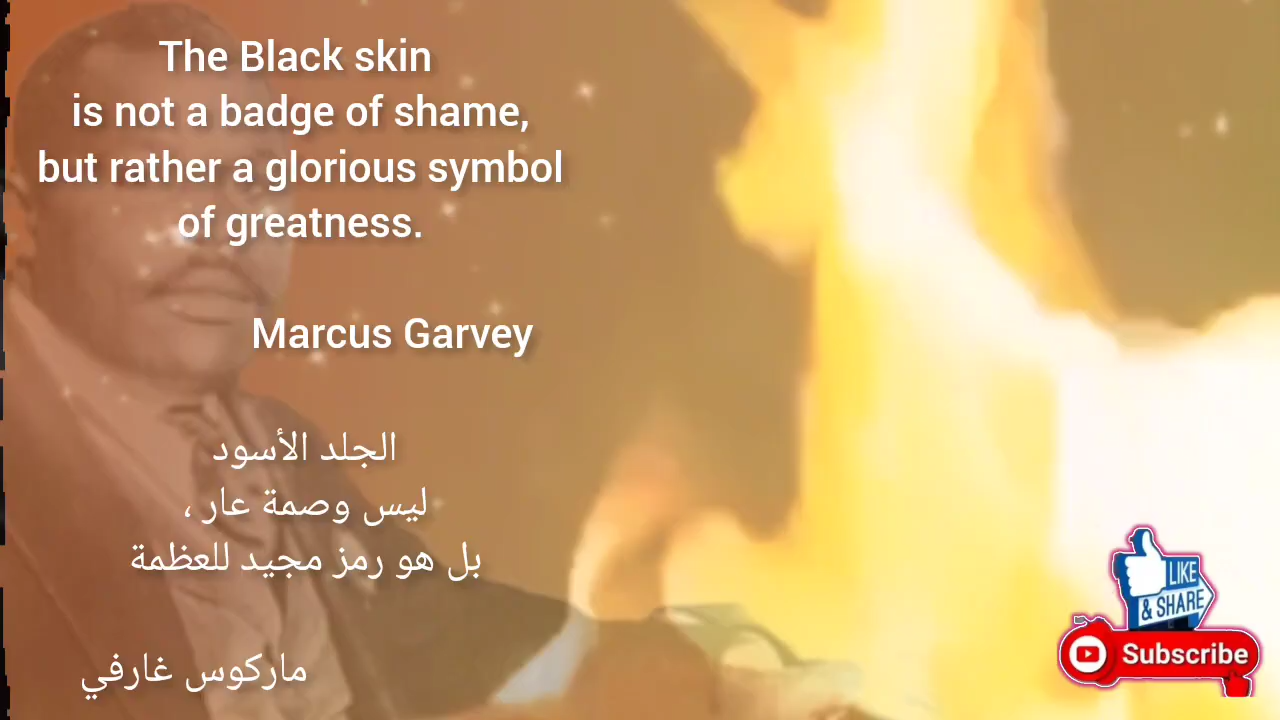 The Black skin
is not a badge of shame,
but rather a glorious symbol
of greatness.
Marcus Garvey
الجلد الأسود
ليس وصمة عار ،
بل هو رمز مجيد للعظمة
ماركوس غارفي
LIKE
& SHARE
Subscribe